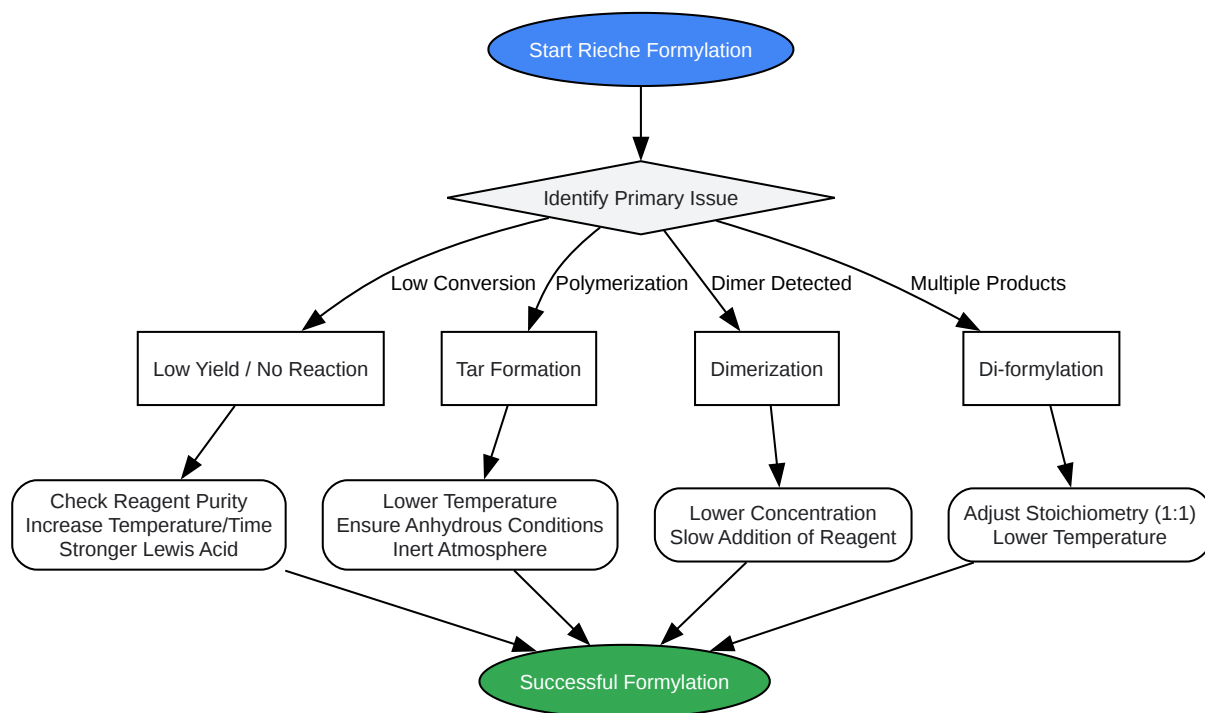 Start Rieche Formylation
Identify Primary Issue
Low Conversion
Polymerization
Dimer Detected
Multiple Products
Low Yield / No Reaction
Tar Formation
Dimerization
Di-formylation
Check Reagent Purity
Increase Temperature/Time
Stronger Lewis Acid
Lower Temperature
Ensure Anhydrous Conditions
Inert Atmosphere
Lower Concentration
Slow Addition of Reagent
Adjust Stoichiometry (1:1)
Lower Temperature
Successful Formylation